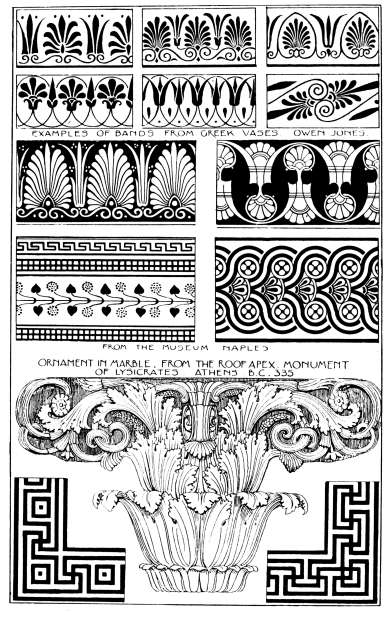 EXAMPLES OF BANDS FROM GREEK VASES. OWEN JONES.
FROM THE MUSEUM NAPLES
ORNAMENT IN MARBLE, FROM THE ROOF APEX. MONUMENT
OF LYSICRATES ATHENS B.C. 335